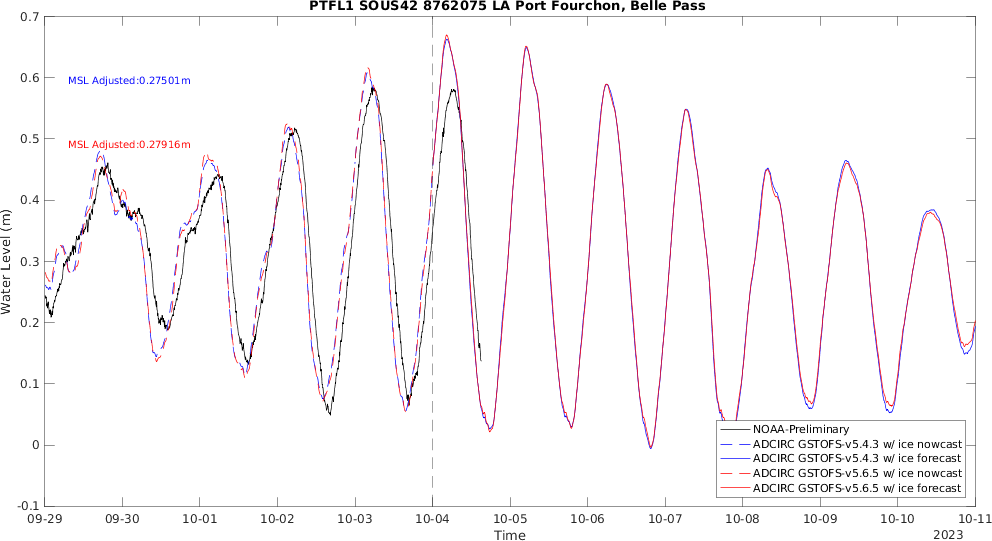 PTFL1 SOUS42 8762075 LA Port Fourchon, Belle Pass
0.7
0.6
0.5
0.4
0.3
0.2
0.1
0
-0.1
Water Level (m)
MSL Adjusted:0.27501m
MSL Adjusted:0.27916m
NOAA-Preliminary
ADCIRC GSTOFS-v5.4.3 w/ ice nowcast
ADCIRC GSTOFS-v5.4.3 w/ ice forecast
ADCIRC GSTOFS-v5.6.5 w/ ice nowcast
ADCIRC GSTOFS-v5.6.5 w/ ice forecast
09-29 09-30 10-01 10-02 10-03 10-04 10-05 10-06 10-07 10-08 10-09 10-10 10-11
Time
2023